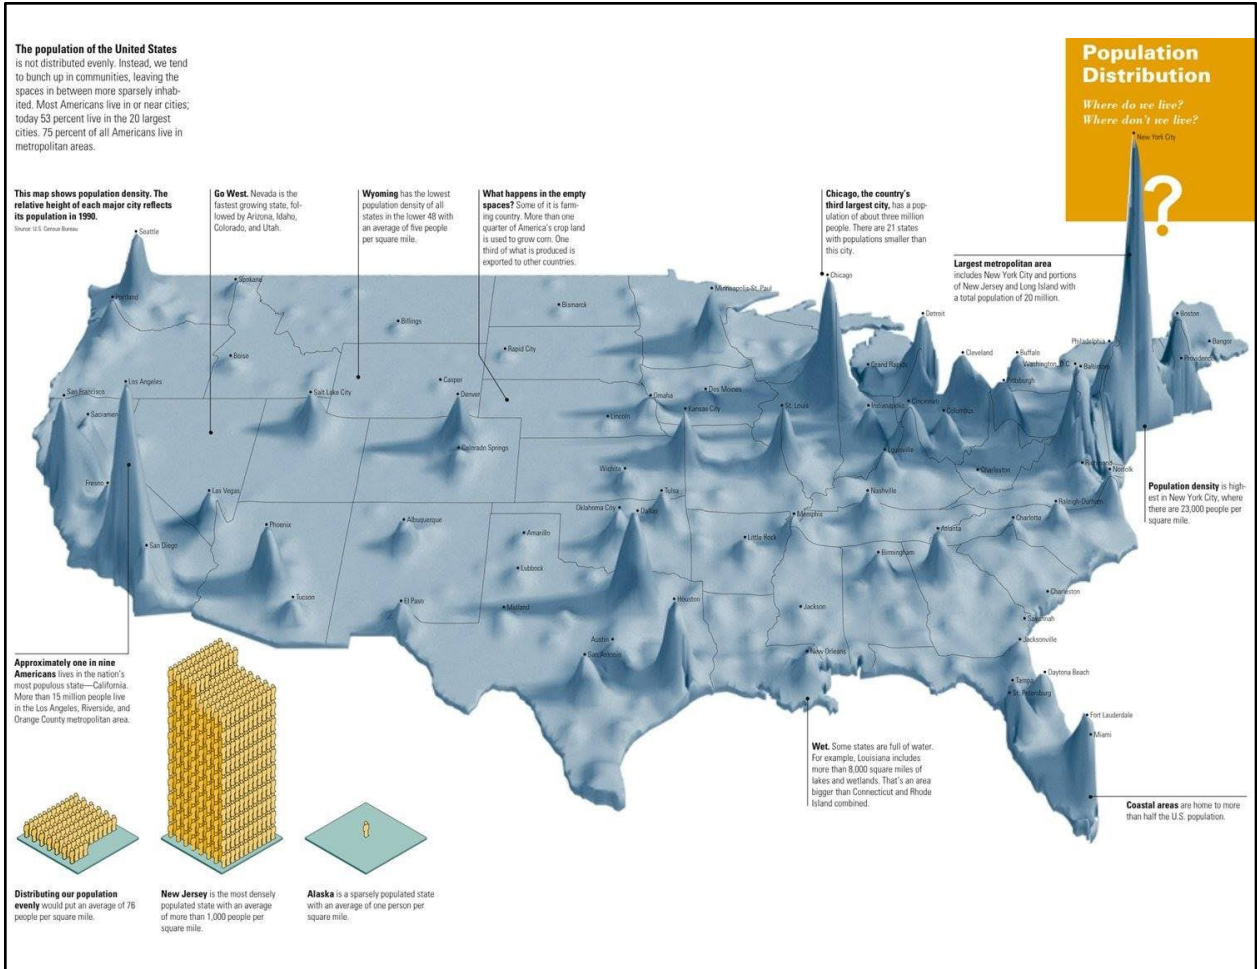 The population of the United States
is not distributed evenly. Instead, we tend
to bunch up in communities, leaving the
spaces in between more sparsely inhab-
ited. Most Americans live in or near cities;
today 53 percent live in the 20 largest
cities. 75 percent of all Americans live in
metropolitan areas.
Population
Distribution
Where do we live?
Where don't we live?
?
This map shows population density. The
relative height of each major city reflects
its population in 1990.
Source: U.S. Census Bureau
Go West. Nevada is the
fastest growing state, fol-
lowed by Arizona, Idaho,
Colorado, and Utah.
Wyoming has the lowest
population density of all
states in the lower 48 with
an average of five people
per square mile.
What happens in the empty
spaces? Some of it is farm-
ing country. More than one
quarter of America's crop land
is used to grow corn. One
third of what is produced is
exported to other countries.
Chicago, the country's
third largest city, has a pop-
ulation of about three million
people. There are 21 states
with populations smaller than
this city.
Largest metropolitan area
includes New York City and portions
of New Jersey and Long Island with
a total population of 20 million.
New York City
Seattle
Spokane
Portland
Billings
Bismarck
Minneapolis-St. Paul
Chicago
Detroit
Boston
Bangor
Providence
Philadelphia
Buffalo
Cleveland
Washington, D.C.
Baltimore
Pittsburgh
Grand Rapids
Rapid City
Boise
Casper
Denver
Salt Lake City
Los Angeles
San Francisco
Sacramen
Des Moines
Omaha
Kansas City
Lincoln
St. Louis
Indianapolis
Cincinnati
Columbus
Colorado Springs
Louisville
Charleston
Richmond
Norfolk
Wichita
Fresno
Las Vegas
Tulsa
Nashville
Raleigh-Durham
Oklahoma City
Dallas
Memphis
Charlotte
Phoenix
Albuquerque
Amarillo
Little Rock
Atlanta
San Diego
Birmingham
Lubbock
Tucson
El Paso
Midland
Houston
Jackson
Charleston
Savannah
Austin
Jacksonville
San Antonio
New Orleans
Tampa
Daytona Beach
St. Petersburg
Fort Lauderdale
Miami
Population density is high-
est in New York City, where
there are 23,000 people per
square mile.
Approximately one in nine
Americans lives in the nation's
most populous state—California.
More than 15 million people live
in the Los Angeles, Riverside, and
Orange County metropolitan area.
Wet. Some states are full of water.
For example, Louisiana includes
more than 8,000 square miles of
lakes and wetlands. That's an area
bigger than Connecticut and Rhode
Island combined.
Coastal areas are home to more
than half the U.S. population.
Distributing our population
evenly would put an average of 76
people per square mile.
New Jersey is the most densely
populated state with an average
of more than 1,000 people per
square mile.
Alaska is a sparsely populated state
with an average of one person per
square mile.